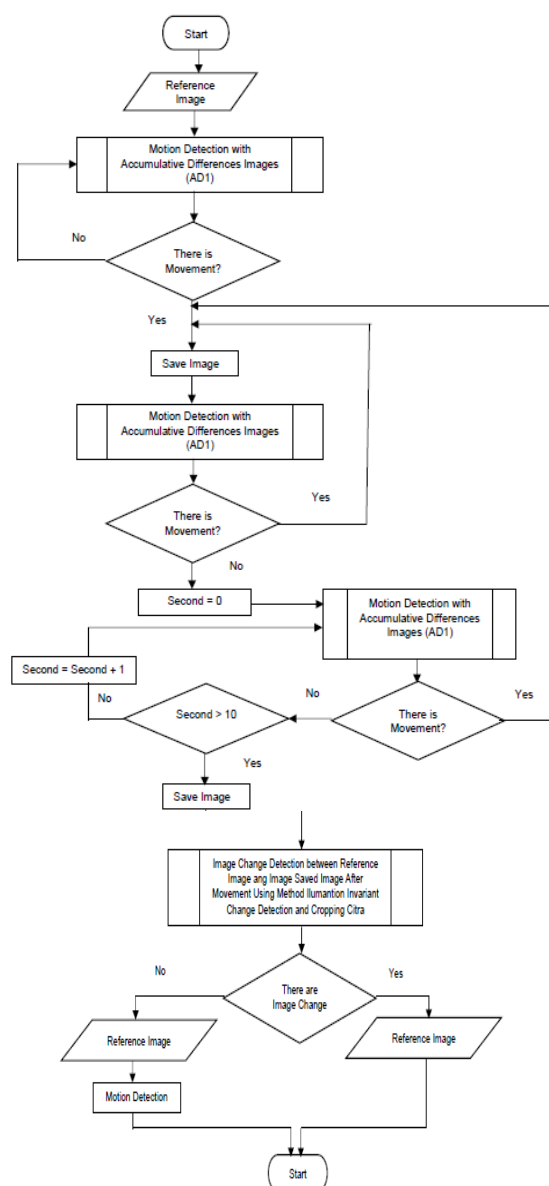 Start
Reference
Image
Motion Detection with
Accumulative Differences Images
(AD1)
No
There is
Movement?
Yes
Save Image
Motion Detection with
Accumulative Differences Images
(AD1)
There is
Movement?
Yes
No
Second = 0
Motion Detection with
Accumulative Differences
Images (AD1)
Second = Second + 1
No
Second > 10
No
There is
Movement?
Yes
Yes
Save Image
Image Change Detection between Reference
Image ang Image Saved Image After
Movement Using Method Ilumantion Invariant
Change Detection and Cropping Citra
No
There are
Image Change
Yes
Reference Image
Reference Image
Motion Detection
Start